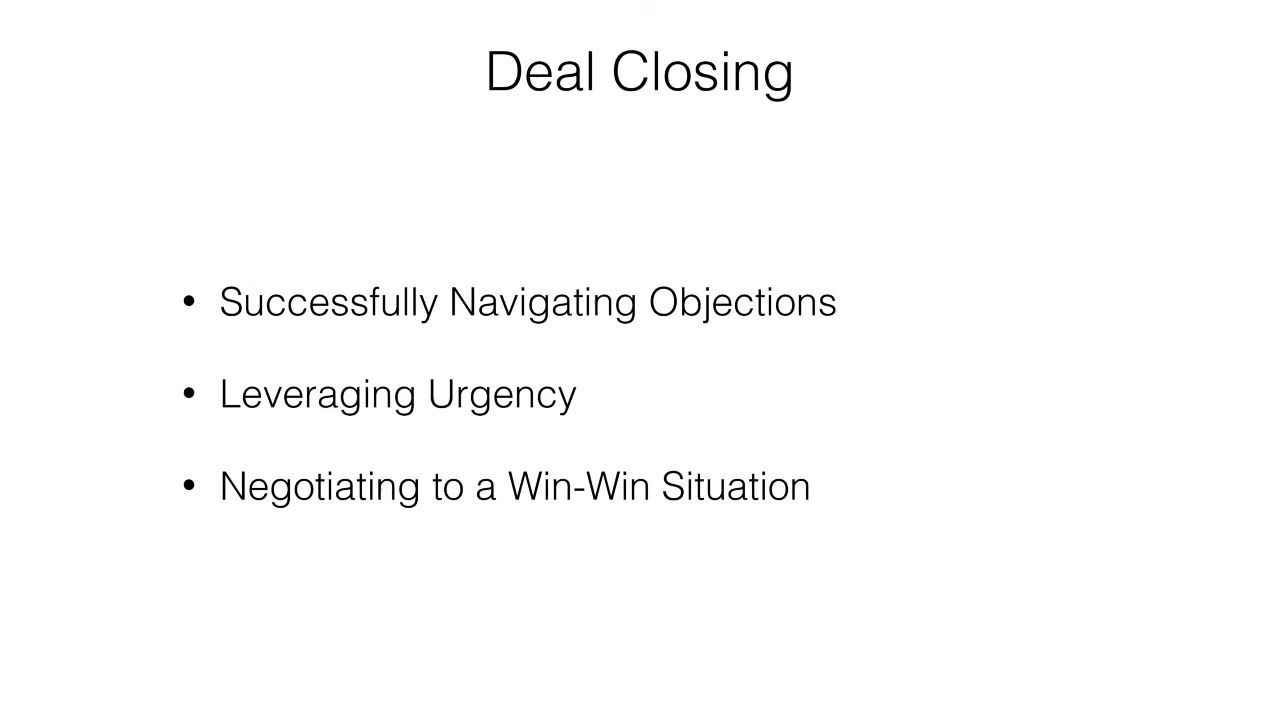 Deal Closing
• Successfully Navigating Objections
• Leveraging Urgency
• Negotiating to a Win-Win Situation